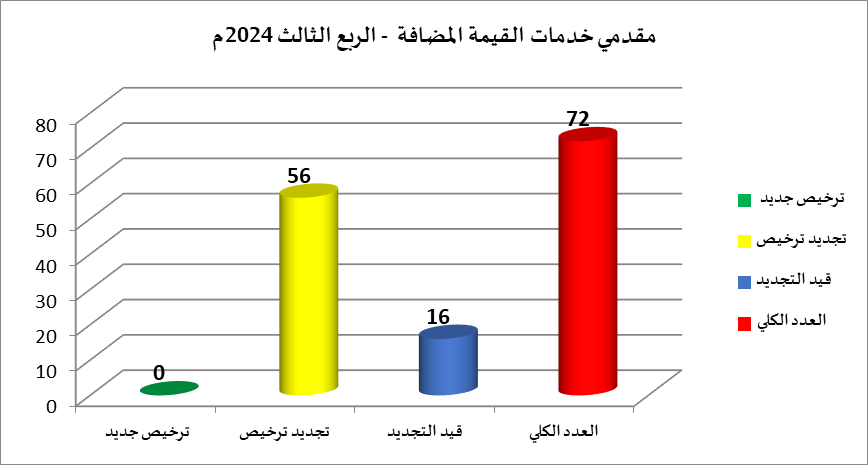 مقدمي خدمات القيمة المضافة - الربع الثالث 2024م
80
70
60
50
40
30
20
10
0
0
56
16
72
ترخيص جديد
تجديد ترخيص
قيد التجديد
العدد الكلي
ترخيص جديد
تجديد ترخيص
قيد التجديد
العدد الكلي